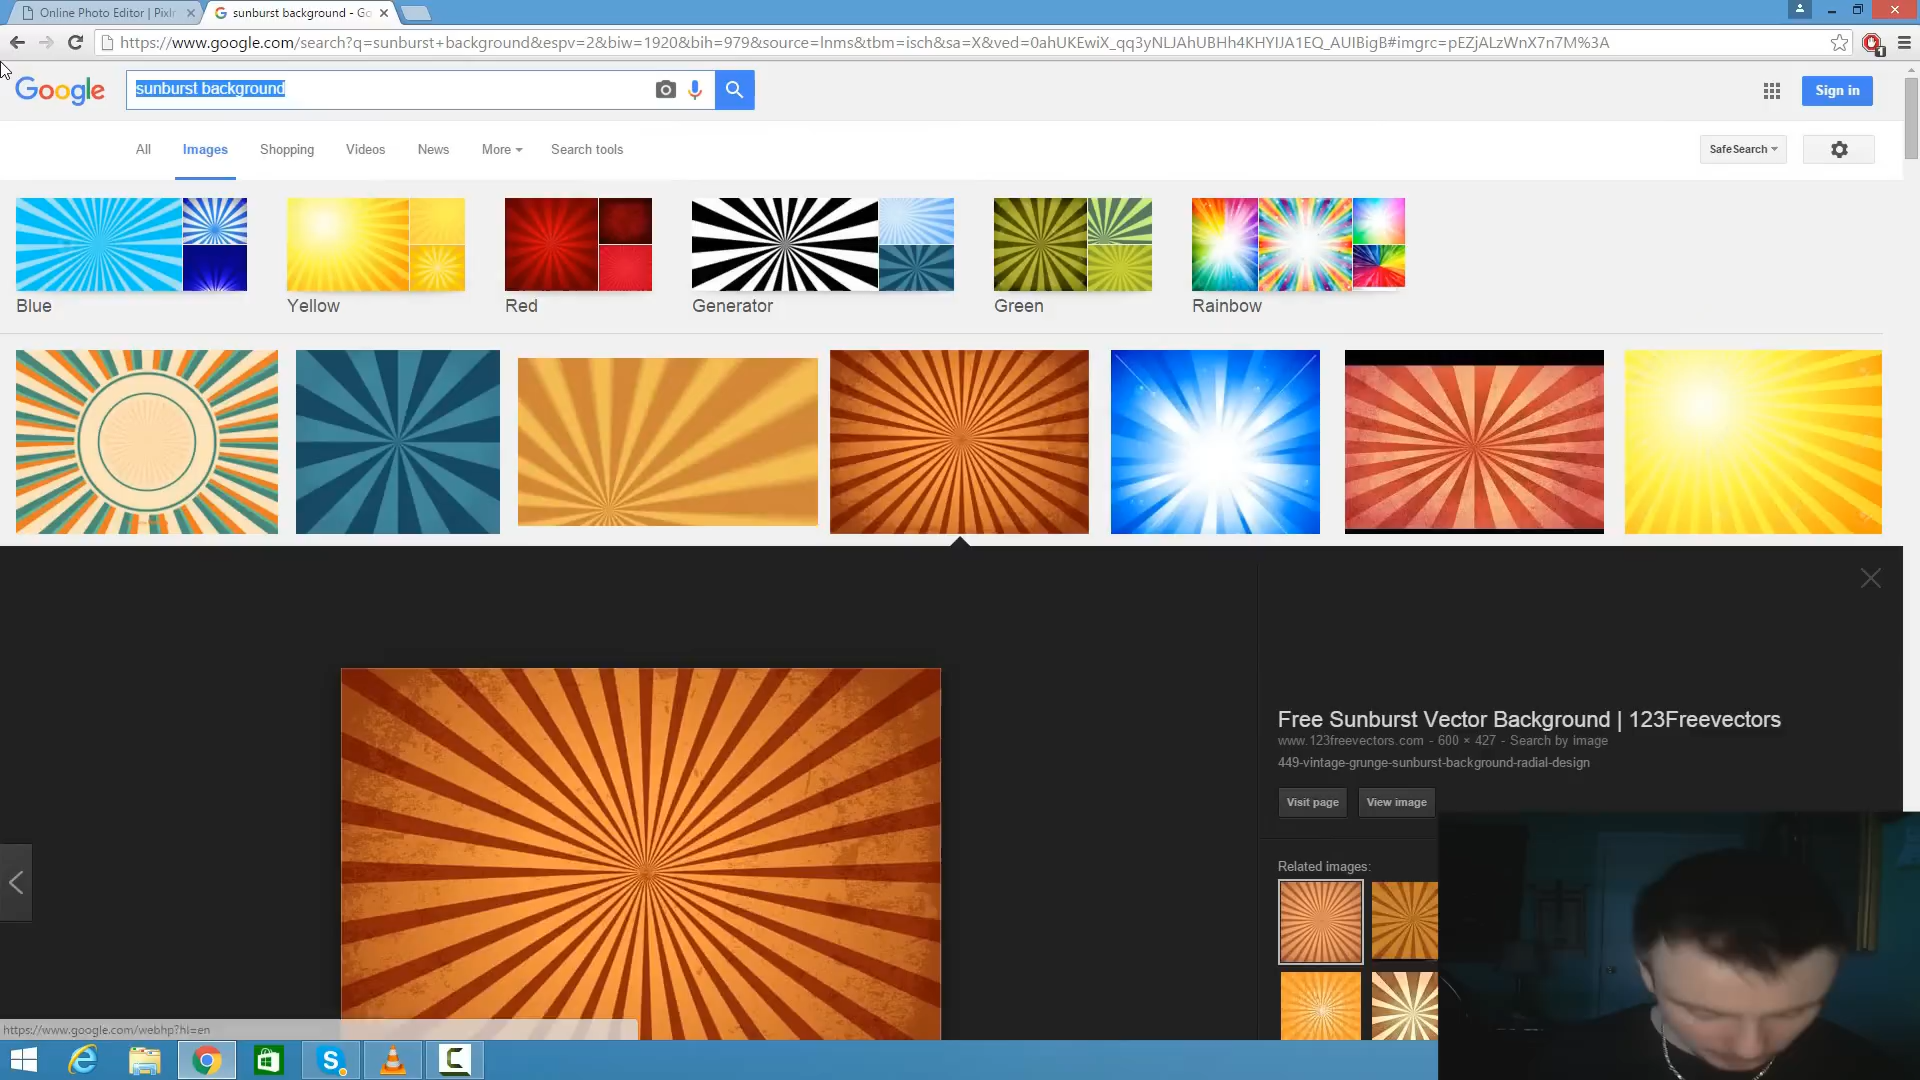 Online Photo Editor | Pixlr
sunburst background - Go
https://www.google.com/search?q=sunburst+background&espv=2&biw=1920&bih=979&source=lnms&tbm=isch&sa=X&ved=0ahUKEwiX_qq3yNLJAhUBHh4KHYIJA1EQ_AUIBigB#imgrc=pEZjALzWnX7n7M%3A
1
Google
sunburst background
Sign in
All Images Shopping Videos News More Search tools
SafeSearch
Blue Yellow Red Generator Green Rainbow
Free Sunburst Vector Background | 123Freevectors
www.123freevectors.com - 600 × 427 - Search by image
449-vintage-grunge-sunburst-background-radial-design
Visit page View image
Related images:
https://www.google.com/webhp?hl=en